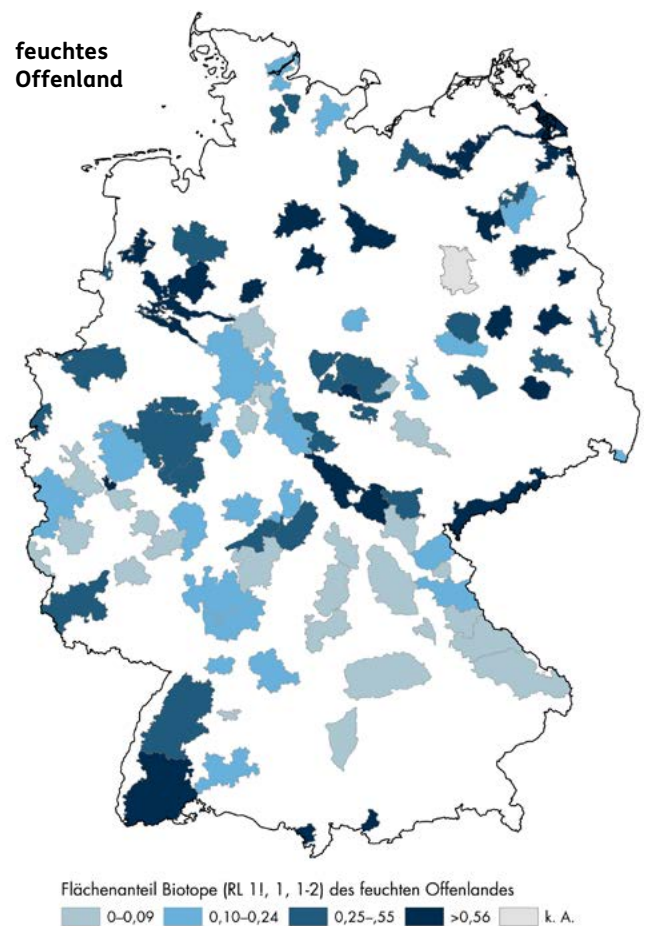 feuchtes
Offenland
Flächenanteil Biotope (RL 1!, 1, 1-2) des feuchten Offenlandes
0–0,09 0,10–0,24 0,25–,55 >0,56 k. A.